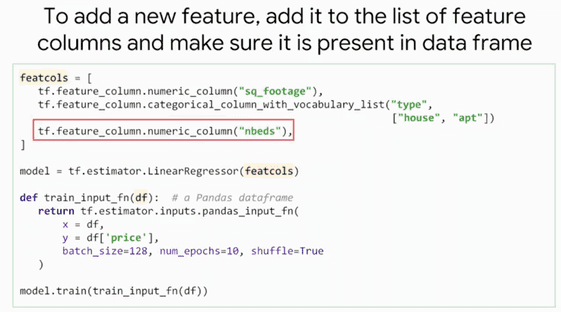 To add a new feature, add it to the list of feature
columns and make sure it is present in data frame
featcols = [
tf.feature_column.numeric_column("sq_footage"),
tf.feature_column.categorical_column_with_vocabulary_list("type",
["house", "apt"])
tf.feature_column.numeric_column("nbeds"),
]
model = tf.estimator.LinearRegressor(featcols)
def train_input_fn(df): # a Pandas dataframe
return tf.estimator.inputs.pandas_input_fn(
x = df,
y = df['price'],
batch_size=128, num_epochs=10, shuffle=True
)
model.train(train_input_fn(df))